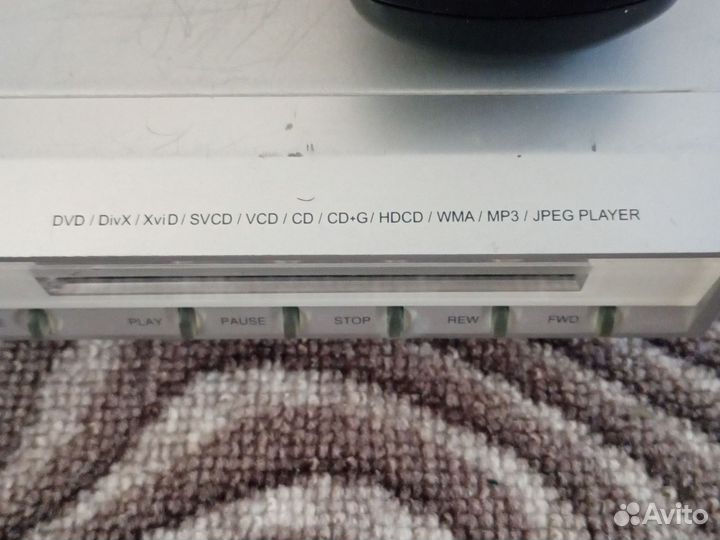 DVD / DivX / XviD / SVCD / VCD / CD / CD+G / HDCD / WMA / MP3 / JPEG PLAYER
PLAY PAUSE STOP REW FWD
Avito